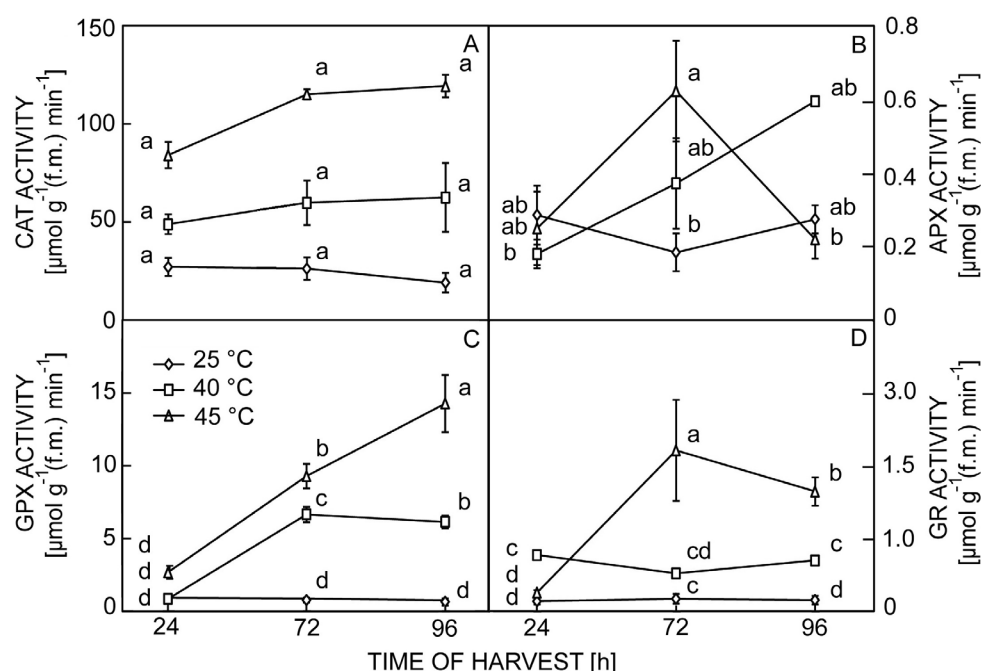 150
100
50
0
CAT ACTIVITY
[µmol g⁻¹(f.m.) min⁻¹]
A
a
a
a
a
a
a
a
a
a
B
ab
ab
b
a
ab
b
ab
ab
b
0.8
0.6
0.4
0.2
0
APX ACTIVITY
[µmol g⁻¹(f.m.) min⁻¹]
15
10
5
0
GPX ACTIVITY
[µmol g⁻¹(f.m.) min⁻¹]
C
25 °C
40 °C
45 °C
d
d
d
b
c
d
a
b
d
D
c
d
d
a
cd
c
b
c
d
3.0
1.5
1.0
0
GR ACTIVITY
[µmol g⁻¹(f.m.) min⁻¹]
24 72 96 24 72 96
TIME OF HARVEST [h]